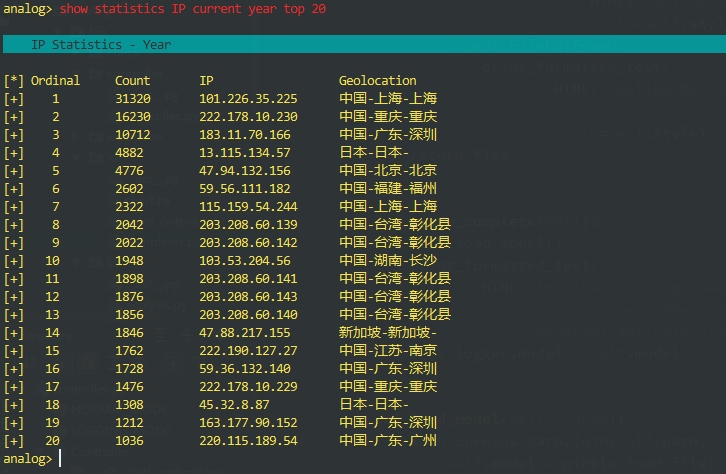 analog> show statistics IP current year top 20
IP Statistics - Year
[*] Ordinal Count IP Geolocation
[+] 1 31320 101.226.35.225 中国-上海-上海
[+] 2 16230 222.178.10.230 中国-重庆-重庆
[+] 3 10712 183.11.70.166 中国-广东-深圳
[+] 4 4882 13.115.134.57 日本-日本-
[+] 5 4776 47.94.132.156 中国-北京-北京
[+] 6 2602 59.56.111.182 中国-福建-福州
[+] 7 2322 115.159.54.244 中国-上海-上海
[+] 8 2042 203.208.60.139 中国-台湾-彰化县
[+] 9 2022 203.208.60.142 中国-台湾-彰化县
[+] 10 1948 103.53.204.56 中国-湖南-长沙
[+] 11 1898 203.208.60.141 中国-台湾-彰化县
[+] 12 1876 203.208.60.143 中国-台湾-彰化县
[+] 13 1856 203.208.60.140 中国-台湾-彰化县
[+] 14 1846 47.88.217.155 新加坡-新加坡-
[+] 15 1762 222.190.127.27 中国-江苏-南京
[+] 16 1728 59.36.132.140 中国-广东-深圳
[+] 17 1476 222.178.10.229 中国-重庆-重庆
[+] 18 1308 45.32.8.87 日本-日本-
[+] 19 1212 163.177.90.152 中国-广东-深圳
[+] 20 1036 220.115.189.54 中国-广东-广州
analog>